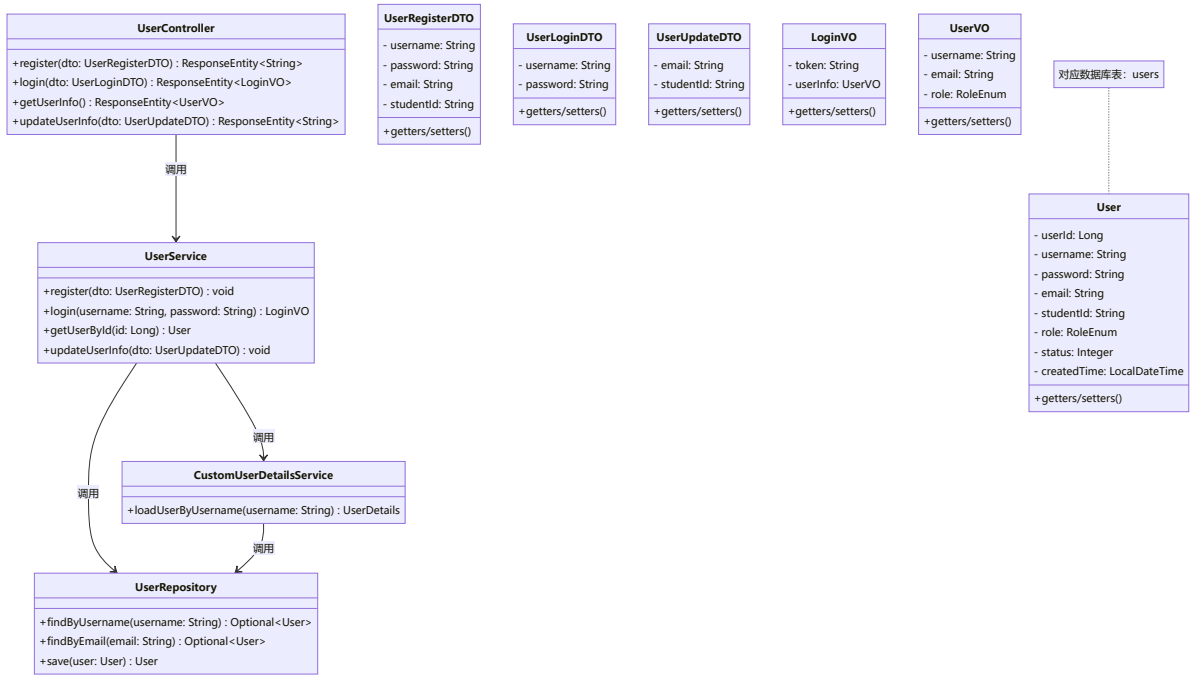 UserController
+register(dto: UserRegisterDTO) : ResponseEntity<String>
+login(dto: UserLoginDTO) : ResponseEntity<LoginVO>
+getUserInfo() : ResponseEntity<UserVO>
+updateUserInfo(dto: UserUpdateDTO) : ResponseEntity<String>
UserRegisterDTO
- username: String
- password: String
- email: String
- studentId: String
+getters/setters()
UserLoginDTO
- username: String
- password: String
+getters/setters()
UserUpdateDTO
- email: String
- studentId: String
+getters/setters()
LoginVO
- token: String
- userInfo: UserVO
+getters/setters()
UserVO
- username: String
- email: String
- role: RoleEnum
+getters/setters()
对应数据库表：users
调用
User
- userId: Long
- username: String
- password: String
- email: String
- studentId: String
- role: RoleEnum
- status: Integer
- createdTime: LocalDateTime
+getters/setters()
UserService
+register(dto: UserRegisterDTO) : void
+login(username: String, password: String) : LoginVO
+getUserById(id: Long) : User
+updateUserInfo(dto: UserUpdateDTO) : void
调用
CustomUserDetailsService
+loadUserByUsername(username: String) : UserDetails
调用
调用
UserRepository
+findByUsername(username: String) : Optional<User>
+findByEmail(email: String) : Optional<User>
+save(user: User) : User